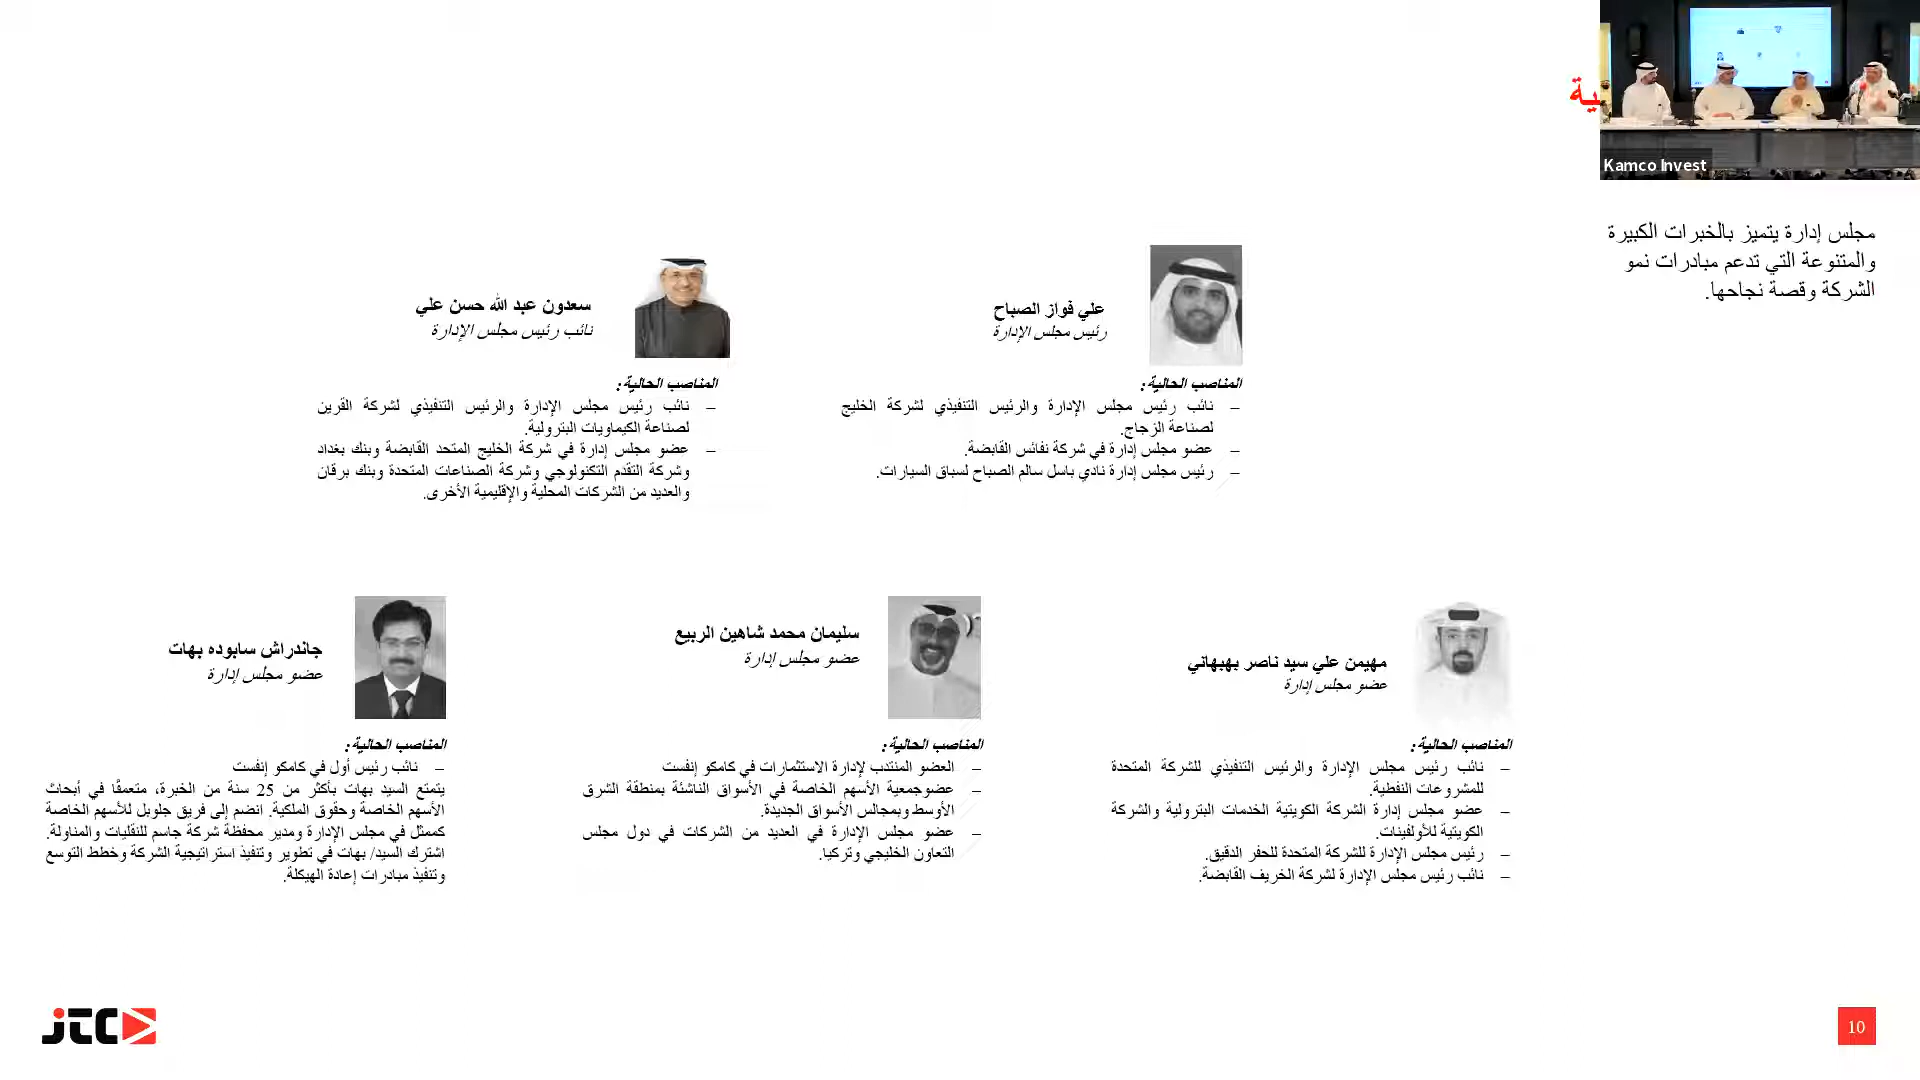 Kamco Invest
مجلس إدارة يتميز بالخبرات الكبيرة
والمتنوعة التي تدعم مبادرات نمو
الشركة وقصة نجاحها.
علي فواز الصباح
رئيس مجلس الإدارة
المناصب الحالية:
– نائب رئيس مجلس الإدارة والرئيس التنفيذي لشركة الخليج
لصناعة الزجاج.
– عضو مجلس إدارة في شركة نفائس القابضة.
– رئيس مجلس إدارة نادي باسل سالم الصباح لسباق السيارات.
سعدون عبد الله حسن علي
نائب رئيس مجلس الإدارة
المناصب الحالية:
– نائب رئيس مجلس الإدارة والرئيس التنفيذي لشركة القرين
لصناعة الكيماويات البترولية.
– عضو مجلس إدارة في شركة الخليج المتحد القابضة وبنك بغداد
وشركة التقدم التكنولوجي وشركة الصناعات المتحدة وبنك برقان
والعديد من الشركات المحلية والإقليمية الأخرى.
مهيمن علي سيد ناصر بهبهاني
عضو مجلس إدارة
المناصب الحالية:
– نائب رئيس مجلس الإدارة والرئيس التنفيذي للشركة المتحدة
للمشروعات النفطية.
– عضو مجلس إدارة الشركة الكويتية الخدمات البترولية والشركة
الكويتية للأولفينات.
– رئيس مجلس الإدارة للشركة المتحدة للحفر الدقيق.
– نائب رئيس مجلس الإدارة لشركة الخريف القابضة.
سليمان محمد شاهين الربيع
عضو مجلس إدارة
المناصب الحالية:
– العضو المنتدب لإدارة الاستثمارات في كامكو إنفست
– عضوجمعية الأسهم الخاصة في الأسواق الناشئة بمنطقة الشرق
الأوسط وبمجالس الأسواق الجديدة.
– عضو مجلس الإدارة في العديد من الشركات في دول مجلس
التعاون الخليجي وتركيا.
جاندراش سابوده بهات
عضو مجلس إدارة
المناصب الحالية:
– نائب رئيس أول في كامكو إنفست
يتمتع السيد بهات بأكثر من 25 سنة من الخبرة، متعمقًا في أبحاث
الأسهم الخاصة وحقوق الملكية. انضم إلى فريق جلوبل للأسهم الخاصة
كممثل في مجلس الإدارة ومدير محفظة شركة جاسم للنقليات والمناولة.
اشترك السيد/ بهات في تطوير وتنفيذ استراتيجية الشركة وخطط التوسع
وتنفيذ مبادرات إعادة الهيكلة.
JTC
10